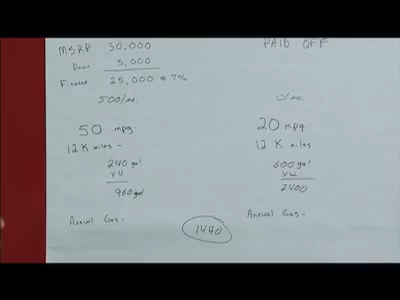 MSRP 30,000
Down 5,000
Finance 25,000 @ 7%
500/mo.
50 mpg.
12 K miles -
240 gal
x4
960 gal
Annual Gas -
PAID OFF
0/mo.
20 mpg.
12 K miles
600 gal
x4
2400
Annual Gas -
1440